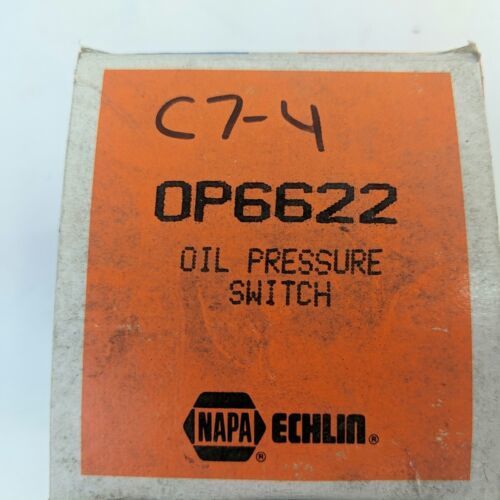 C7-4
OP6622
OIL PRESSURE
SWITCH
NAPA® ECHLIN®